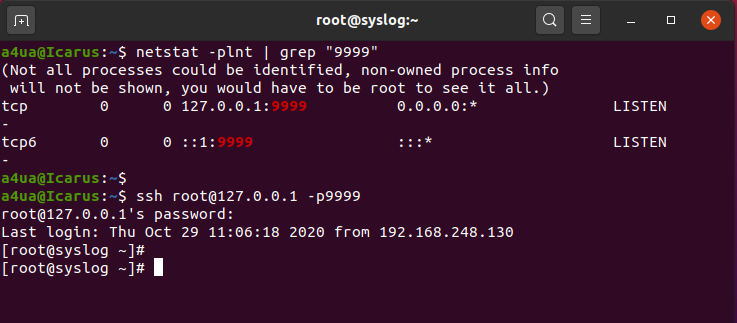 root@syslog:~
a4ua@Icarus:~$ netstat -plnt | grep "9999"
(Not all processes could be identified, non-owned process info
 will not be shown, you would have to be root to see it all.)
tcp        0      0 127.0.0.1:9999          0.0.0.0:*               LISTEN
-
tcp6       0      0 ::1:9999                :::*                    LISTEN
-
a4ua@Icarus:~$
a4ua@Icarus:~$ ssh root@127.0.0.1 -p9999
root@127.0.0.1's password:
Last login: Thu Oct 29 11:06:18 2020 from 192.168.248.130
[root@syslog ~]#
[root@syslog ~]#